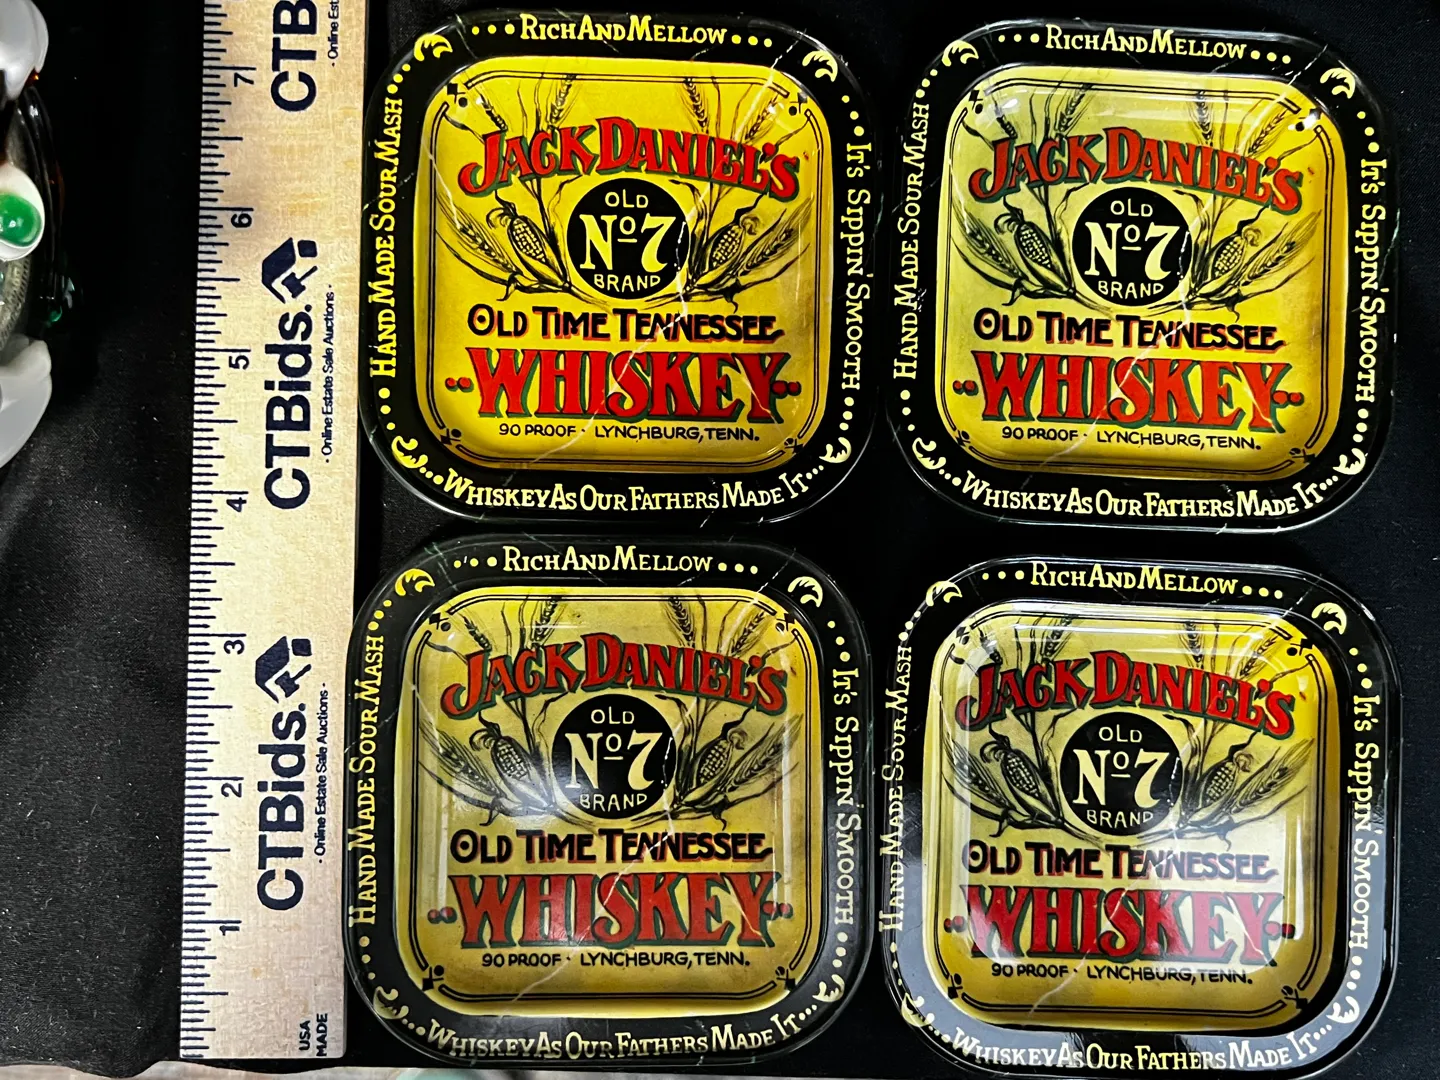 CTB
· Online Est
7
6
CTBids.
· Online Estate Sale Auctions ·
5
4
3
CTBids.
· Online Estate Sale Auctions ·
2
1
USA
MADE
RICH AND MELLOW
HAND MADE SOUR MASH
IT'S SIPPIN' SMOOTH
JACK DANIEL'S
OLD
Nº7
BRAND
OLD TIME TENNESSEE
WHISKEY
90 PROOF · LYNCHBURG, TENN.
WHISKEY AS OUR FATHERS MADE IT
RICH AND MELLOW
HAND MADE SOUR MASH
IT'S SIPPIN' SMOOTH
JACK DANIEL'S
OLD
Nº7
BRAND
OLD TIME TENNESSEE
WHISKEY
90 PROOF · LYNCHBURG, TENN.
WHISKEY AS OUR FATHERS MADE IT
RICH AND MELLOW
HAND MADE SOUR MASH
IT'S SIPPIN' SMOOTH
JACK DANIEL'S
OLD
Nº7
BRAND
OLD TIME TENNESSEE
WHISKEY
90 PROOF · LYNCHBURG, TENN.
WHISKEY AS OUR FATHERS MADE IT
RICH AND MELLOW
HAND MADE SOUR MASH
IT'S SIPPIN' SMOOTH
JACK DANIEL'S
OLD
Nº7
BRAND
OLD TIME TENNESSEE
WHISKEY
90 PROOF · LYNCHBURG, TENN.
WHISKEY AS OUR FATHERS MADE IT